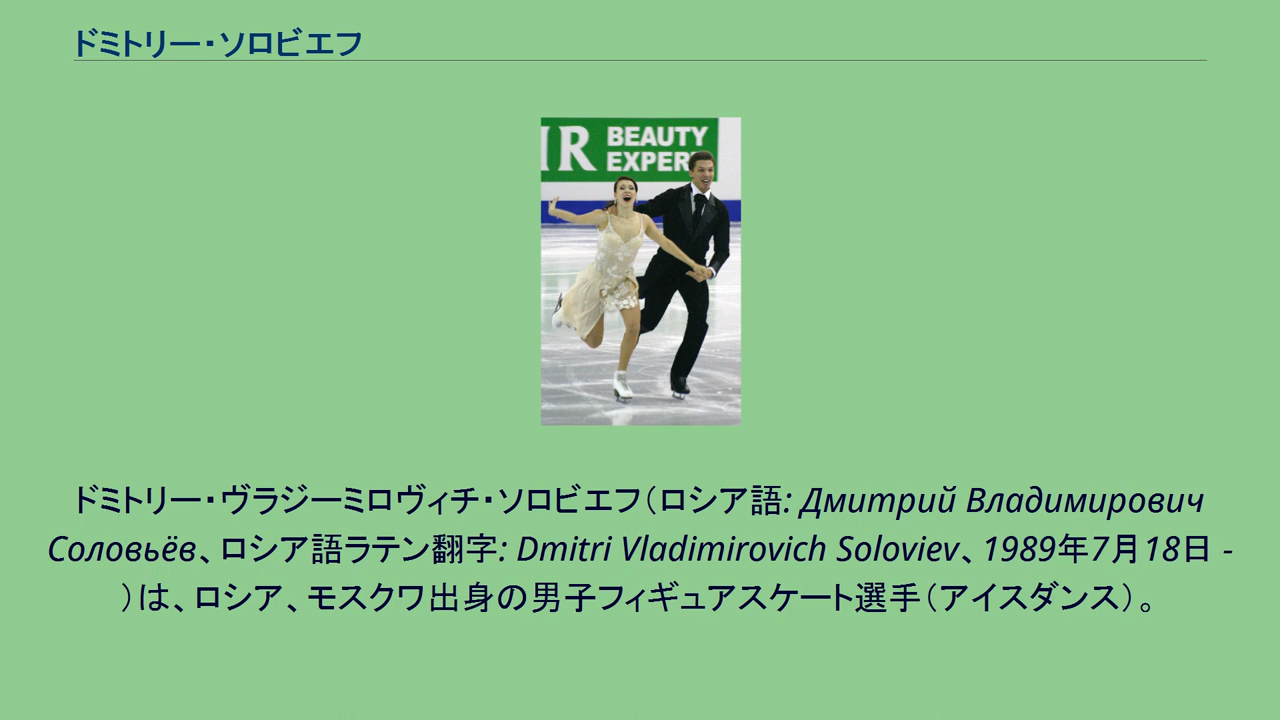 ドミトリー・ソロビエフ
IR BEAUTY
EXPER
ドミトリー・ヴラジーミロヴィチ・ソロビエフ（ロシア語: Дмитрий Владимирович
Соловьёв、ロシア語ラテン翻字: Dmitri Vladimirovich Soloviev、1989年7月18日 -
）は、ロシア、モスクワ出身の男子フィギュアスケート選手（アイスダンス）。